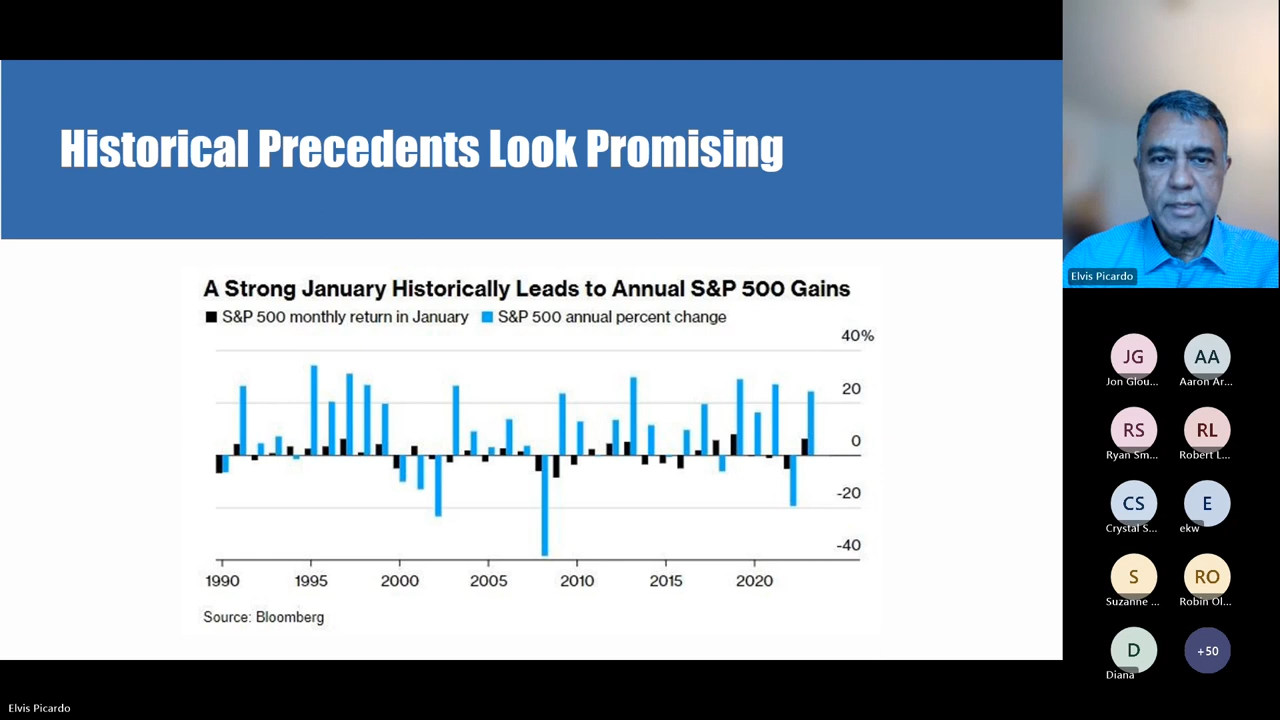 Historical Precedents Look Promising
A Strong January Historically Leads to Annual S&P 500 Gains
S&P 500 monthly return in January S&P 500 annual percent change
40%
20
0
-20
-40
1990 1995 2000 2005 2010 2015 2020
Source: Bloomberg
Elvis Picardo
JG AA
Jon Glou... Aaron Ar...
RS RL
Ryan Sm... Robert L...
CS E
Crystal S... ekw
S RO
Suzanne ... Robin Ol...
D +50
Diana
Elvis Picardo